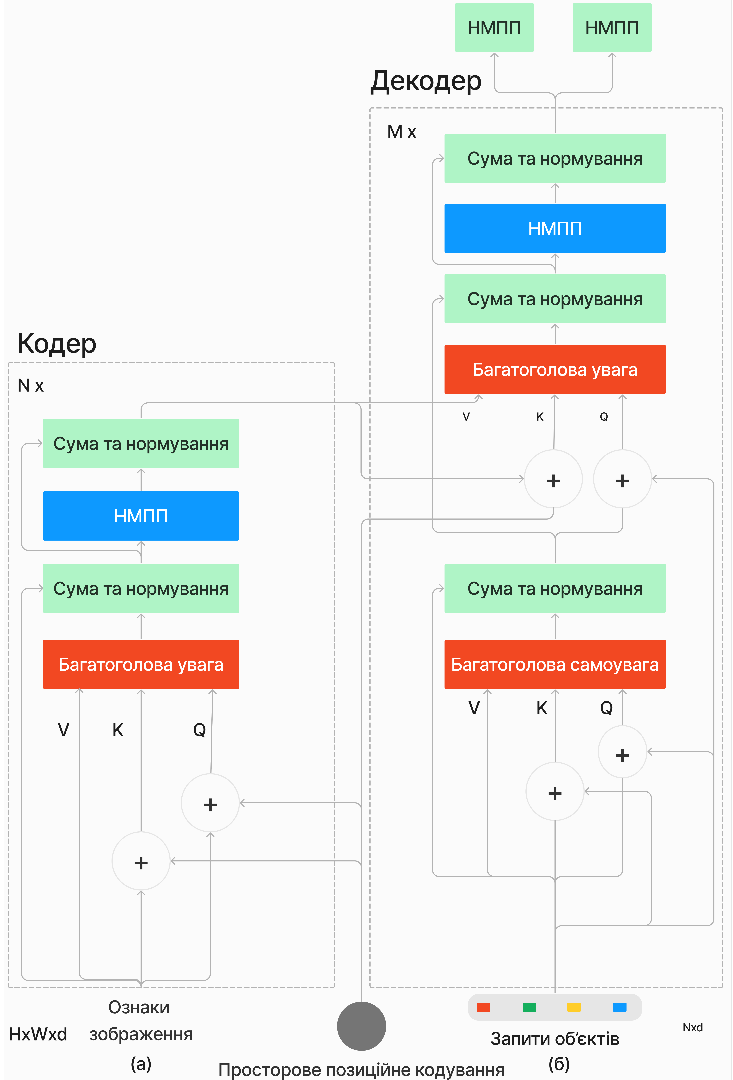 НМПП
НМПП
Декодер
M x
Сума та нормування
НМПП
Сума та нормування
Багатоголова увага
V
K
Q
+
+
Сума та нормування
Багатоголова самоувага
V
K
Q
+
+
Кодер
N x
Сума та нормування
НМПП
Сума та нормування
Багатоголова увага
V
K
Q
+
+
Ознаки
зображення
HxWxd
(а)
Просторове позиційне кодування
Запити об'єктів
(б)
Nxd